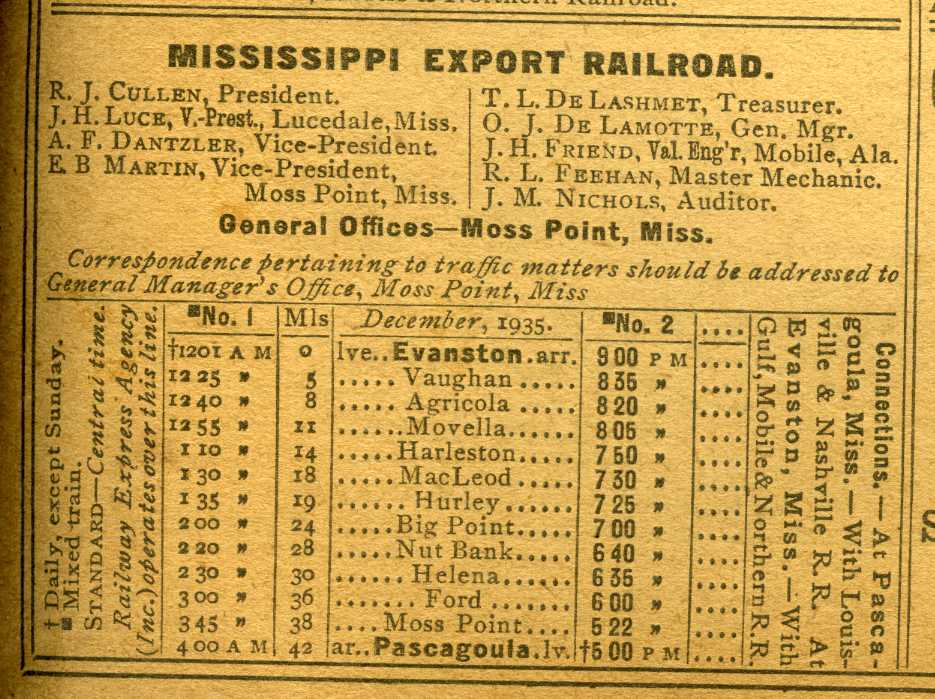 Northern Railroad.
MISSISSIPPI EXPORT RAILROAD.
R. J. CULLEN, President.
J. H. LUCE, V.-Prest., Lucedale, Miss.
A. F. DANTZLER, Vice-President.
E. B MARTIN, Vice-President,
Moss Point, Miss.
T. L. DE LASHMET, Treasurer.
O. J. DE LAMOTTE, Gen. Mgr.
J. H. FRIEND, Val. Eng'r, Mobile, Ala.
R. L. FEEHAN, Master Mechanic.
J. M. NICHOLS, Auditor.
General Offices—Moss Point, Miss.
Correspondence pertaining to traffic matters should be addressed to
General Manager's Office, Moss Point, Miss
† Daily, except Sunday.
■ Mixed train.
STANDARD—Central time.
Railway Express Agency
(Inc.) operates over this line.
■No. 1 Mls December, 1935. ■No. 2 ....
†1201 A M 0 lve..Evanston.arr. 9 00 P M ....
12 25 " 5 .....Vaughan..... 8 35 " ....
12 40 " 8 .....Agricola..... 8 20 " ....
12 55 " 11 ......Movella...... 8 05 " ....
1 10 " 14 .....Harleston..... 7 50 " ....
1 30 " 18 .....MacLeod..... 7 30 " ....
1 35 " 19 ......Hurley...... 7 25 " ....
2 00 " 24 .....Big Point..... 7 00 " ....
2 20 " 28 .....Nut Bank..... 6 40 " ....
2 30 " 30 ......Helena...... 6 35 " ....
3 00 " 36 .......Ford....... 6 00 " ....
3 45 " 38 ....Moss Point.... 5 22 " ....
4 00 A M 42 ar..Pascagoula.lv. †5 00 P M ....
Connections.—At Pasca-
goula, Miss.—With Louis-
ville & Nashville R.R. At
Evanston, Miss.—With
Gulf, Mobile & Northern R.R.